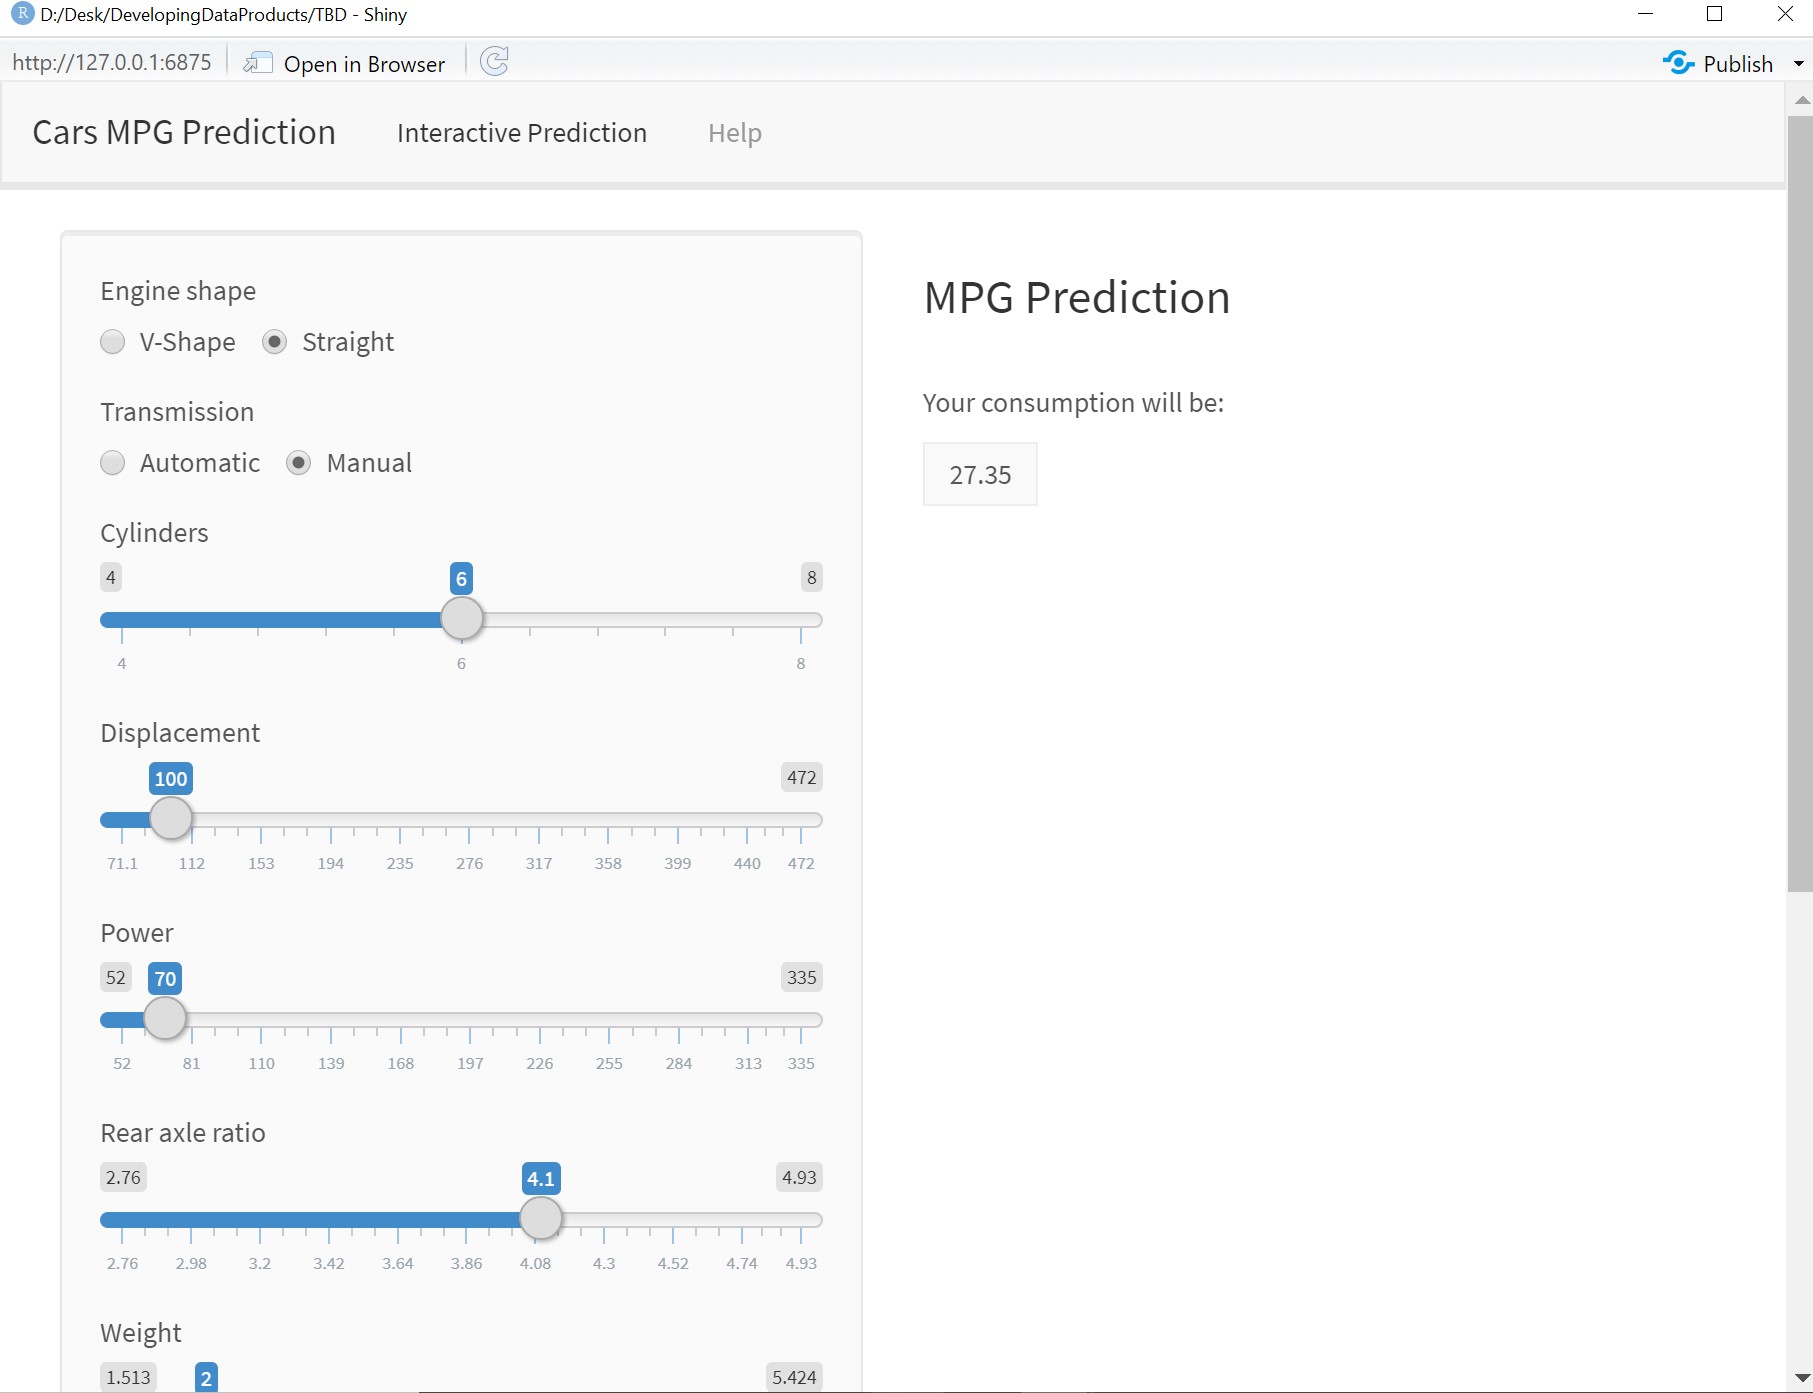 R D:/Desk/DevelopingDataProducts/TBD - Shiny
http://127.0.0.1:6875 Open in Browser Publish
Cars MPG Prediction Interactive Prediction Help
Engine shape
V-Shape Straight
Transmission
Automatic Manual
Cylinders
4 6 8
4 6 8
Displacement
100 472
71.1 112 153 194 235 276 317 358 399 440 472
Power
52 70 335
52 81 110 139 168 197 226 255 284 313 335
Rear axle ratio
2.76 4.1 4.93
2.76 2.98 3.2 3.42 3.64 3.86 4.08 4.3 4.52 4.74 4.93
Weight
1.513 2 5.424
MPG Prediction
Your consumption will be:
27.35